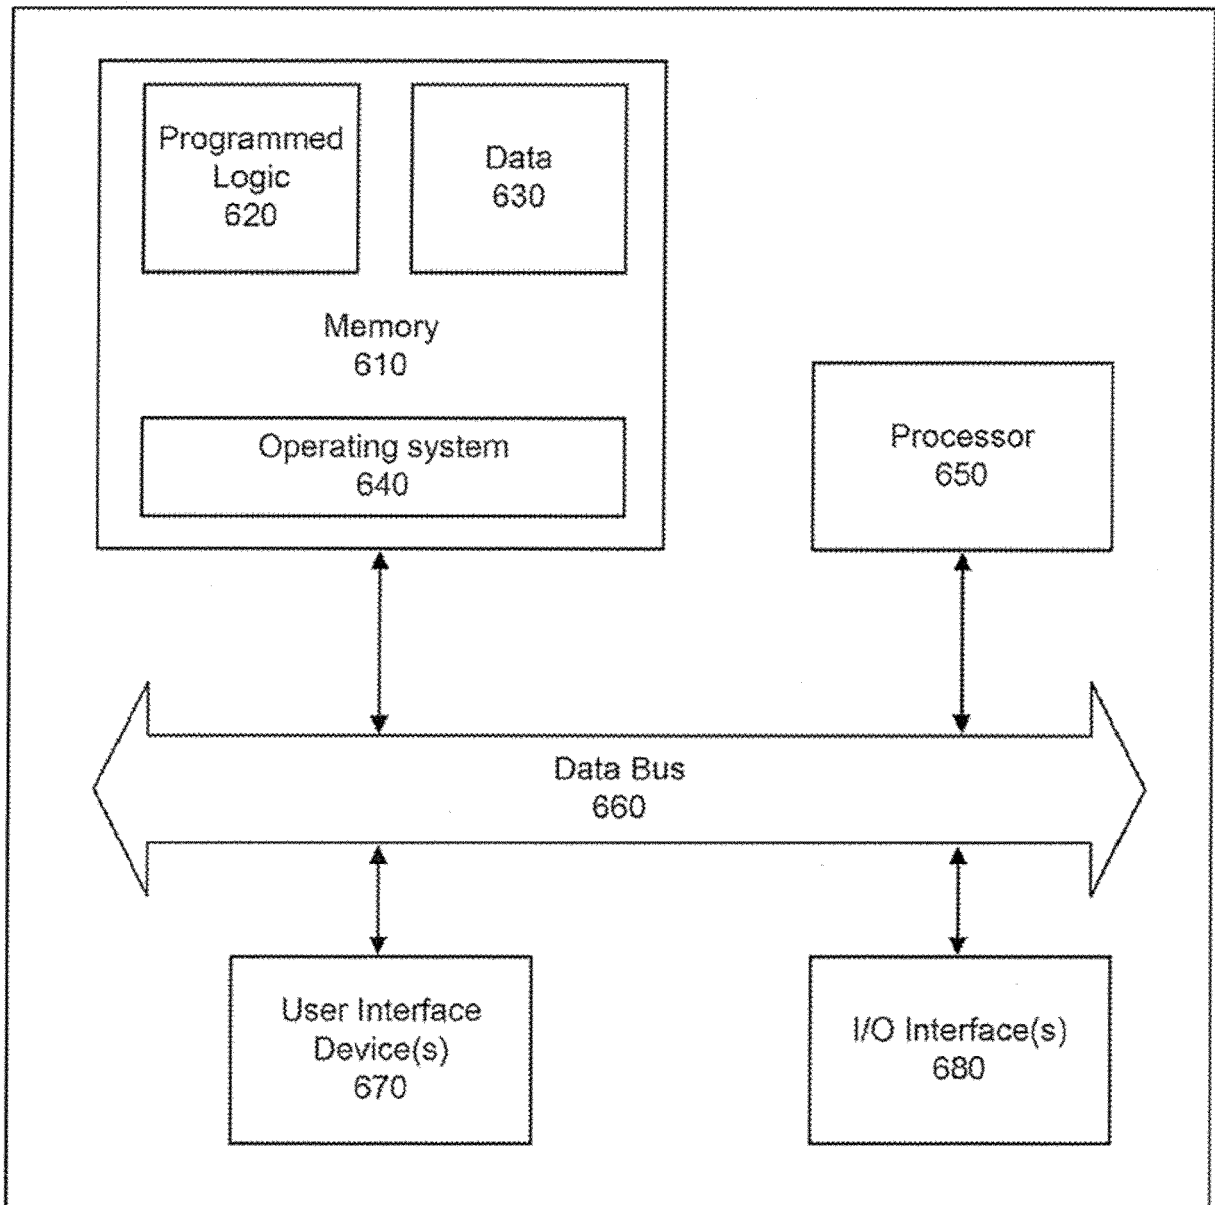 Programmed
Logic
620
Data
630
Memory
610
Operating system
640
Processor
650
Data Bus
660
User Interface
Device(s)
670
I/O Interface(s)
680